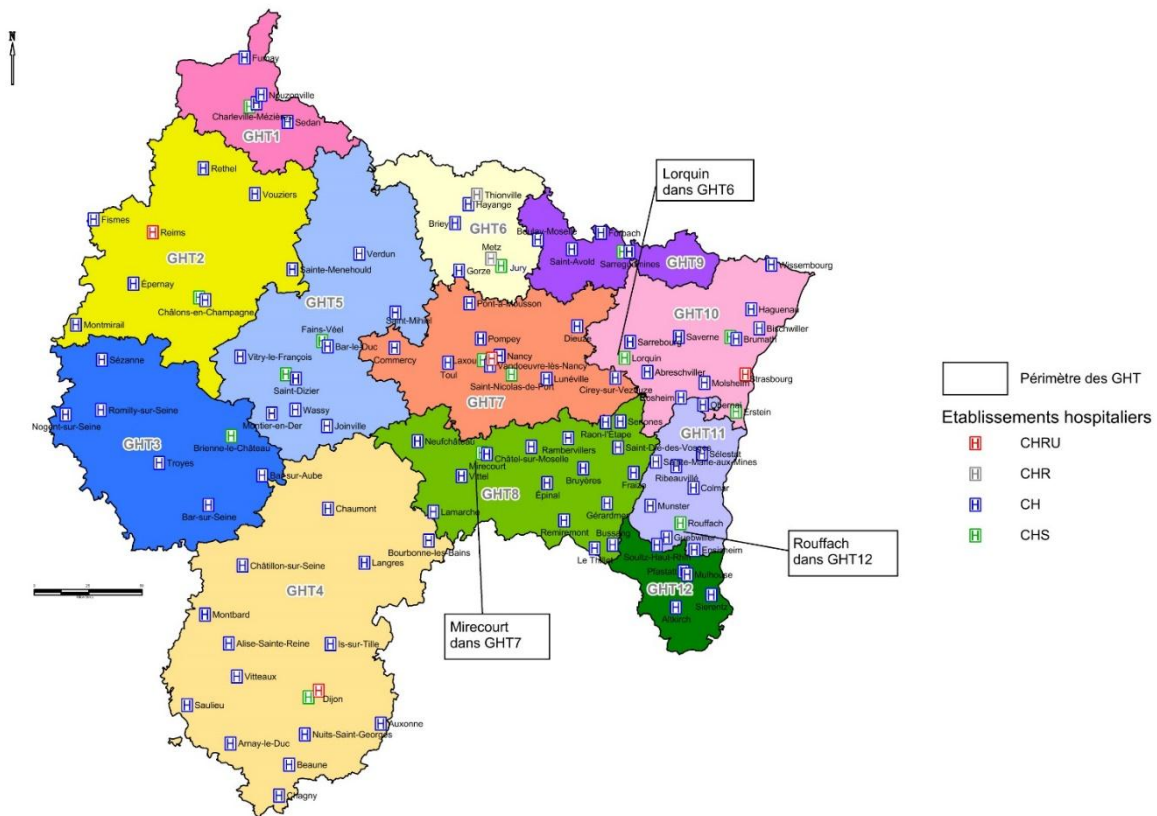 N
Fumay
Nouzonville
Charleville-Mézières
Sedan
GHT1
Rethel
Vouziers
Fismes
Reims
GHT2
Épernay
Châlons-en-Champagne
Montmirail
Sainte-Menehould
Verdun
GHT5
Saint-Mihiel
Fains-Véel
Bar-le-Duc
Vitry-le-François
Saint-Dizier
Wassy
Montier-en-Der
Joinville
Thionville
Hayange
Briey
GHT6
Metz
Jury
Gorze
Boulay-Moselle
Forbach
Saint-Avold
Sarreguemines
GHT9
Lorquin
dans GHT6
Wissembourg
GHT10
Haguenau
Bischwiller
Saverne
Brumath
Sarrebourg
Lorquin
Abreschviller
Molsheim
Strasbourg
Rosheim
Obernai
Erstein
Pont-à-Mousson
Pompey
Dieuze
Commercy
Laxou
Nancy
Vandoeuvre-lès-Nancy
Toul
Saint-Nicolas-de-Port
Lunéville
Cirey-sur-Vezouze
GHT7
Sézanne
Romilly-sur-Seine
Nogent-sur-Seine
GHT3
Brienne-le-Château
Troyes
Bar-sur-Aube
Bar-sur-Seine
Neufchâteau
Mirecourt
Châtel-sur-Moselle
Rambervillers
Raon-l'Étape
Senones
Saint-Dié-des-Vosges
Vittel
GHT8
Épinal
Bruyères
Fraize
Lamarche
Gérardmer
Remiremont
Bussang
Le Thillot
GHT11
Sélestat
Sainte-Marie-aux-Mines
Ribeauvillé
Colmar
Munster
Rouffach
Guebwiller
Soultz-Haut-Rhin
Ensisheim
Pfastatt
Mulhouse
GHT12
Sierentz
Altkirch
Chaumont
Bourbonne-les-Bains
Langres
Châtillon-sur-Seine
GHT4
Montbard
Alise-Sainte-Reine
Is-sur-Tille
Vitteaux
Dijon
Saulieu
Auxonne
Nuits-Saint-Georges
Arnay-le-Duc
Beaune
Chagny
Mirecourt
dans GHT7
Rouffach
dans GHT12
Périmètre des GHT
Etablissements hospitaliers
H CHRU
H CHR
H CH
H CHS